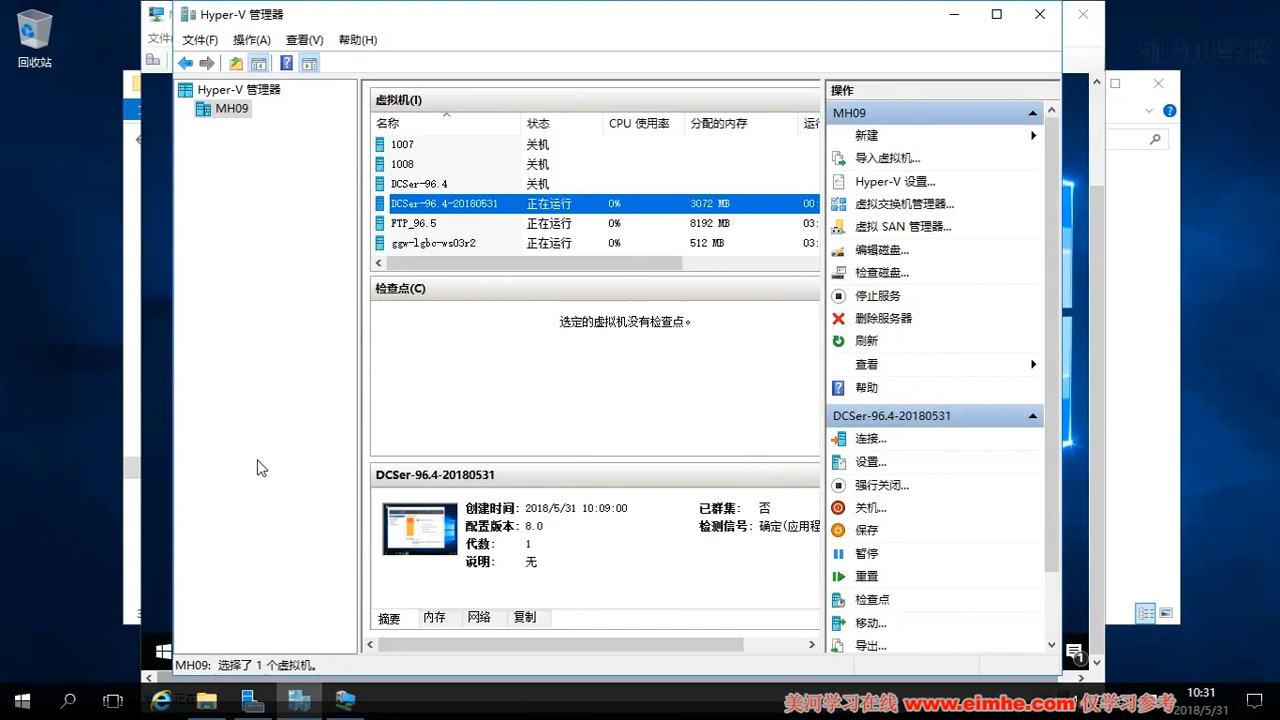 回收站
Hyper-V 管理器
文件(F) 操作(A) 查看(V) 帮助(H)
Hyper-V 管理器
MH09
虚拟机(I)
名称 状态 CPU 使用率 分配的内存 运行
1007 关机
1008 关机
DCSer-96.4 关机
DCSer-96.4-20180531 正在运行 0% 3072 MB 00:
FTP_96.5 正在运行 0% 8192 MB 03:
ggw-lgbc-ws03r2 正在运行 0% 512 MB 03:
检查点(C)
选定的虚拟机没有检查点。
DCSer-96.4-20180531
创建时间: 2018/5/31 10:09:00 已群集: 否
配置版本: 8.0 检测信号: 确定(应用程
代数: 1
说明: 无
摘要 内存 网络 复制
操作
MH09
新建
导入虚拟机...
Hyper-V 设置...
虚拟交换机管理器...
虚拟 SAN 管理器...
编辑磁盘...
检查磁盘...
停止服务
删除服务器
刷新
查看
帮助
DCSer-96.4-20180531
连接...
设置...
强行关闭...
关机...
保存
暂停
重置
检查点
移动...
导出...
MH09: 选择了 1 个虚拟机。
美河学习在线 www.eimhe.com 仅学习参考
10:31
2018/5/31